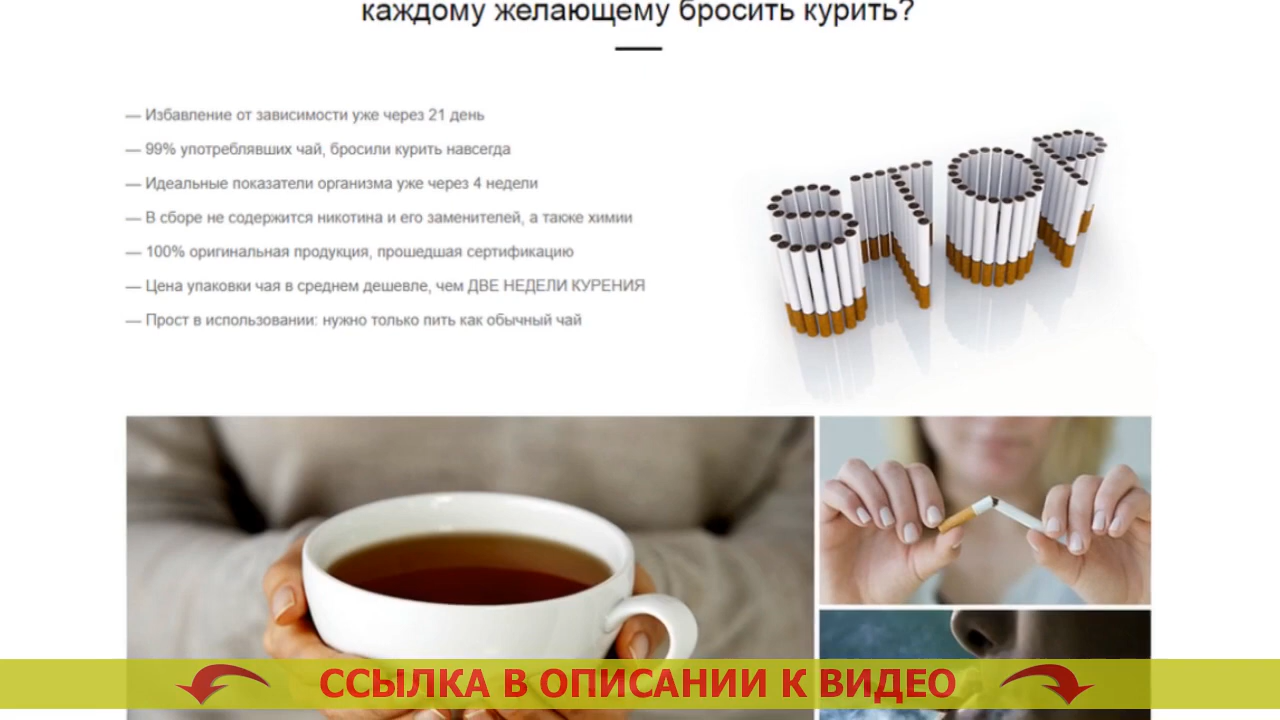 каждому желающему бросить курить?
— Избавление от зависимости уже через 21 день
— 99% употреблявших чай, бросили курить навсегда
— Идеальные показатели организма уже через 4 недели
— В сборе не содержится никотина и его заменителей, а также химии
— 100% оригинальная продукция, прошедшая сертификацию
— Цена упаковки чая в среднем дешевле, чем ДВЕ НЕДЕЛИ КУРЕНИЯ
— Прост в использовании: нужно только пить как обычный чай
STOP
ССЫЛКА В ОПИСАНИИ К ВИДЕО